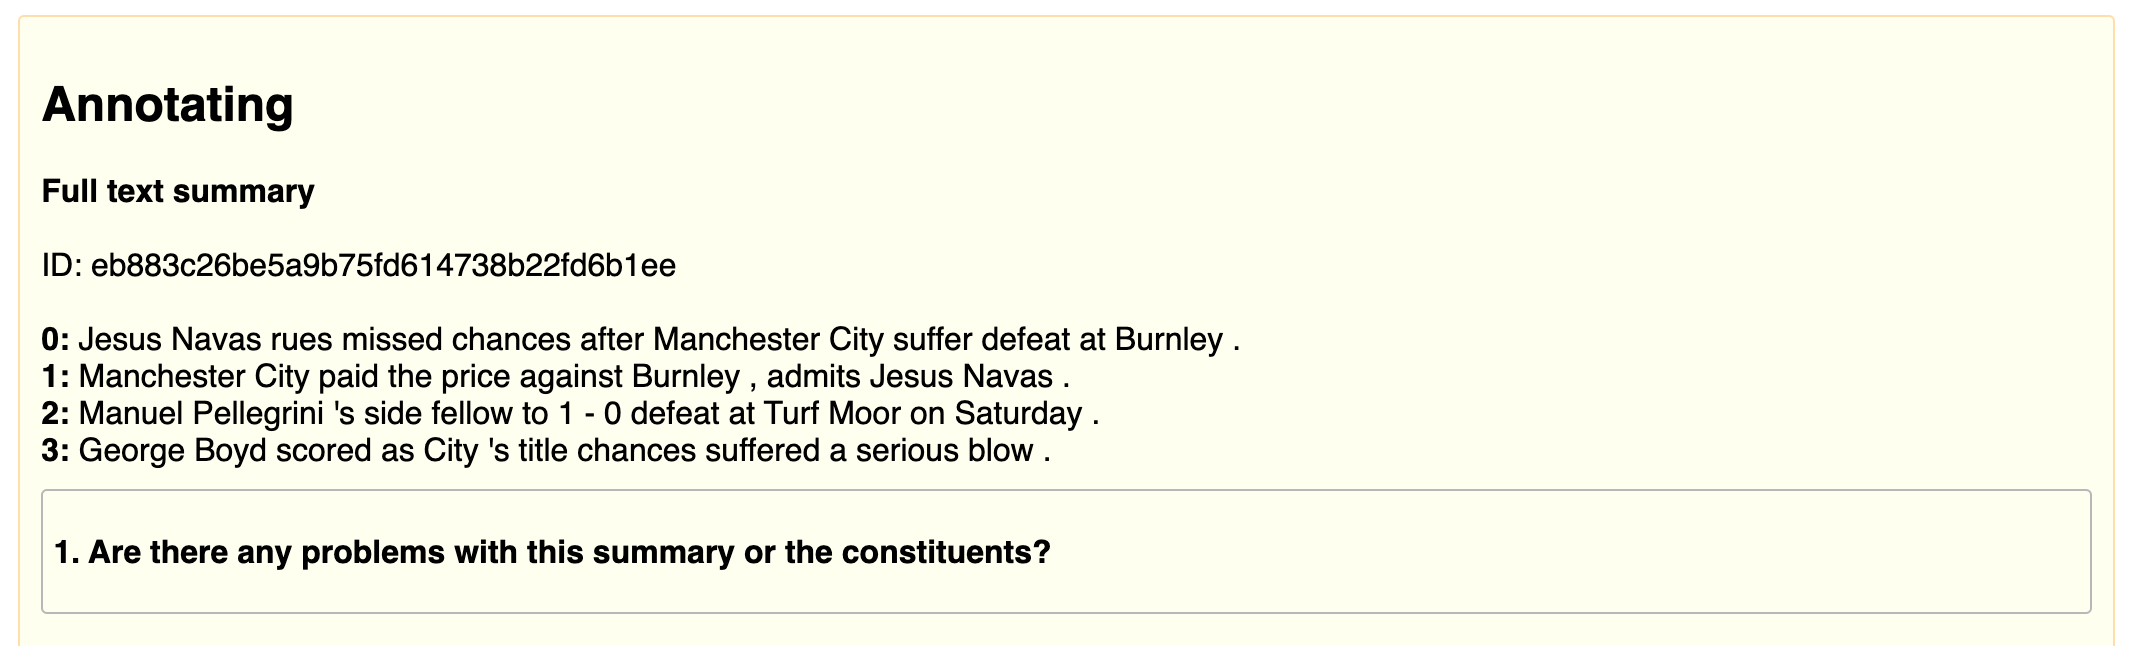 Annotating
Full text summary
ID: eb883c26be5a9b75fd614738b22fd6b1ee
0: Jesus Navas rues missed chances after Manchester City suffer defeat at Burnley .
1: Manchester City paid the price against Burnley , admits Jesus Navas .
2: Manuel Pellegrini 's side fellow to 1 - 0 defeat at Turf Moor on Saturday .
3: George Boyd scored as City 's title chances suffered a serious blow .
1. Are there any problems with this summary or the constituents?